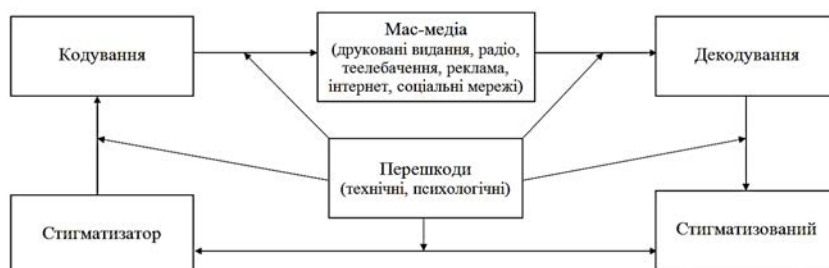 Мас-медіа
Кодування
(друковані видання, радіо,
теелебачення, реклама,
інтернет, соціальні мережі)
Декодування
Перешкоди
(технічні, психологічні)
Стигматизатор
Стигматизований